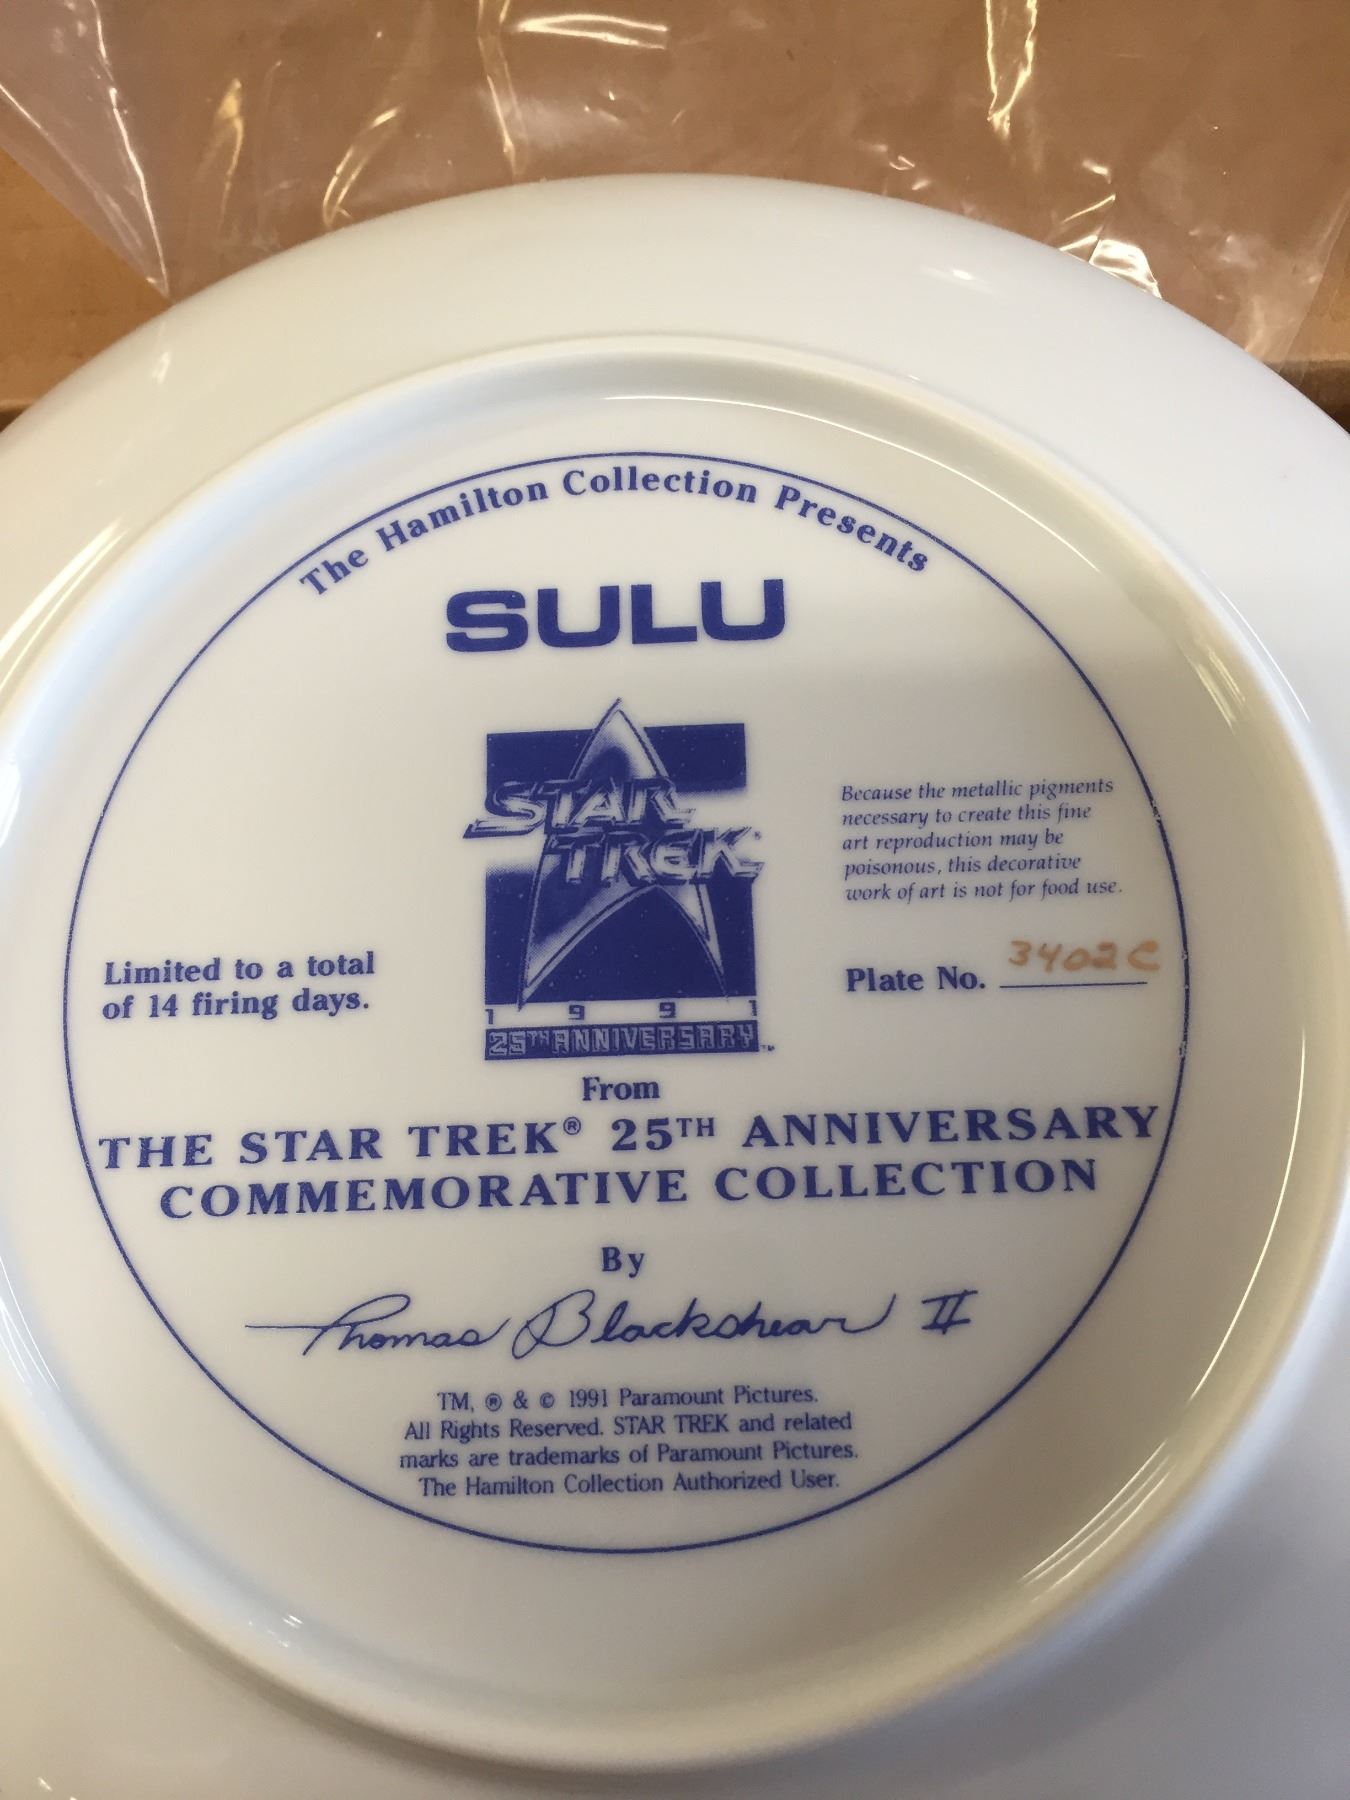 The Hamilton Collection Presents
SULU
STAR
TREK®
1 9 9 1
25TH ANNIVERSARY™
Because the metallic pigments
necessary to create this fine
art reproduction may be
poisonous, this decorative
work of art is not for food use.
Limited to a total
of 14 firing days.
Plate No. 3402C
From
THE STAR TREK® 25TH ANNIVERSARY
COMMEMORATIVE COLLECTION
By
Thomas Blackshear II
TM, ® & © 1991 Paramount Pictures.
All Rights Reserved. STAR TREK and related
marks are trademarks of Paramount Pictures.
The Hamilton Collection Authorized User.